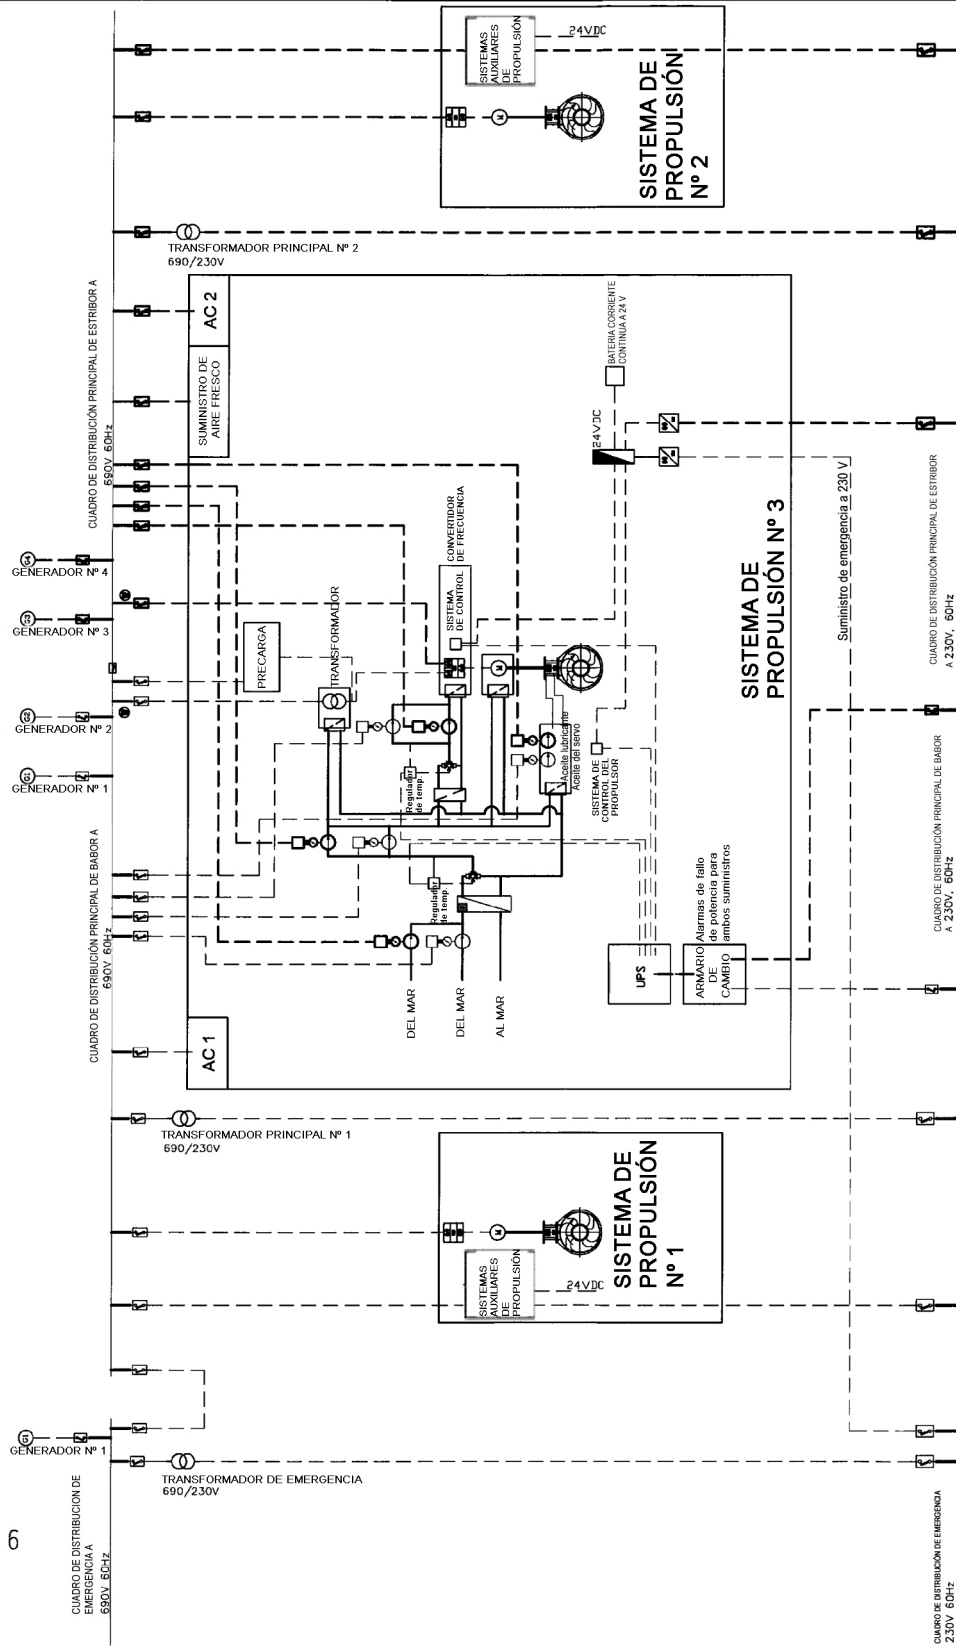 6
CUADRO DE DISTRIBUCION DE
EMERGENCIA A
690V 60Hz
G1
GENERADOR Nº 1
TRANSFORMADOR DE EMERGENCIA
690/230V
CUADRO DE DISTRIBUCIÓN DE EMERGENCIA
230V 60Hz
CUADRO DE DISTRIBUCIÓN PRINCIPAL DE BABOR A
690V 60Hz
G1
GENERADOR Nº 1
G2
GENERADOR Nº 2
G3
GENERADOR Nº 3
G4
GENERADOR Nº 4
CUADRO DE DISTRIBUCIÓN PRINCIPAL DE ESTRIBOR A
690V 60Hz
TRANSFORMADOR PRINCIPAL Nº 1
690/230V
TRANSFORMADOR PRINCIPAL Nº 2
690/230V
SISTEMAS
AUXILIARES
DE
PROPULSIÓN
24VDC
M
SISTEMA DE
PROPULSIÓN
Nº 1
SISTEMAS
AUXILIARES
DE
PROPULSIÓN
24VDC
M
SISTEMA DE
PROPULSIÓN
Nº 2
AC 1
SUMINISTRO DE
AIRE FRESCO
AC 2
PRECARGA
TRANSFORMADOR
SISTEMA
DE CONTROL
CONVERTIDOR
DE FRECUENCIA
M
Regulador
de temp.
Regulador
de temp.
Aceite lubricante
Aceite del servo
DEL MAR
DEL MAR
AL MAR
SISTEMA DE
CONTROL DEL
PROPULSOR
24VDC
BATERIA CORRIENTE
CONTINUA A 24 V
UPS
ARMARIO
DE
CAMBIO
Alarmas de fallo
de potencia para
ambos suministros
SISTEMA DE
PROPULSIÓN Nº 3
Suministro de emergencia a 230 V
CUADRO DE DISTRIBUCIÓN PRINCIPAL DE BABOR
A 230V, 60Hz
CUADRO DE DISTRIBUCIÓN PRINCIPAL DE ESTRIBOR
A 230V, 60Hz